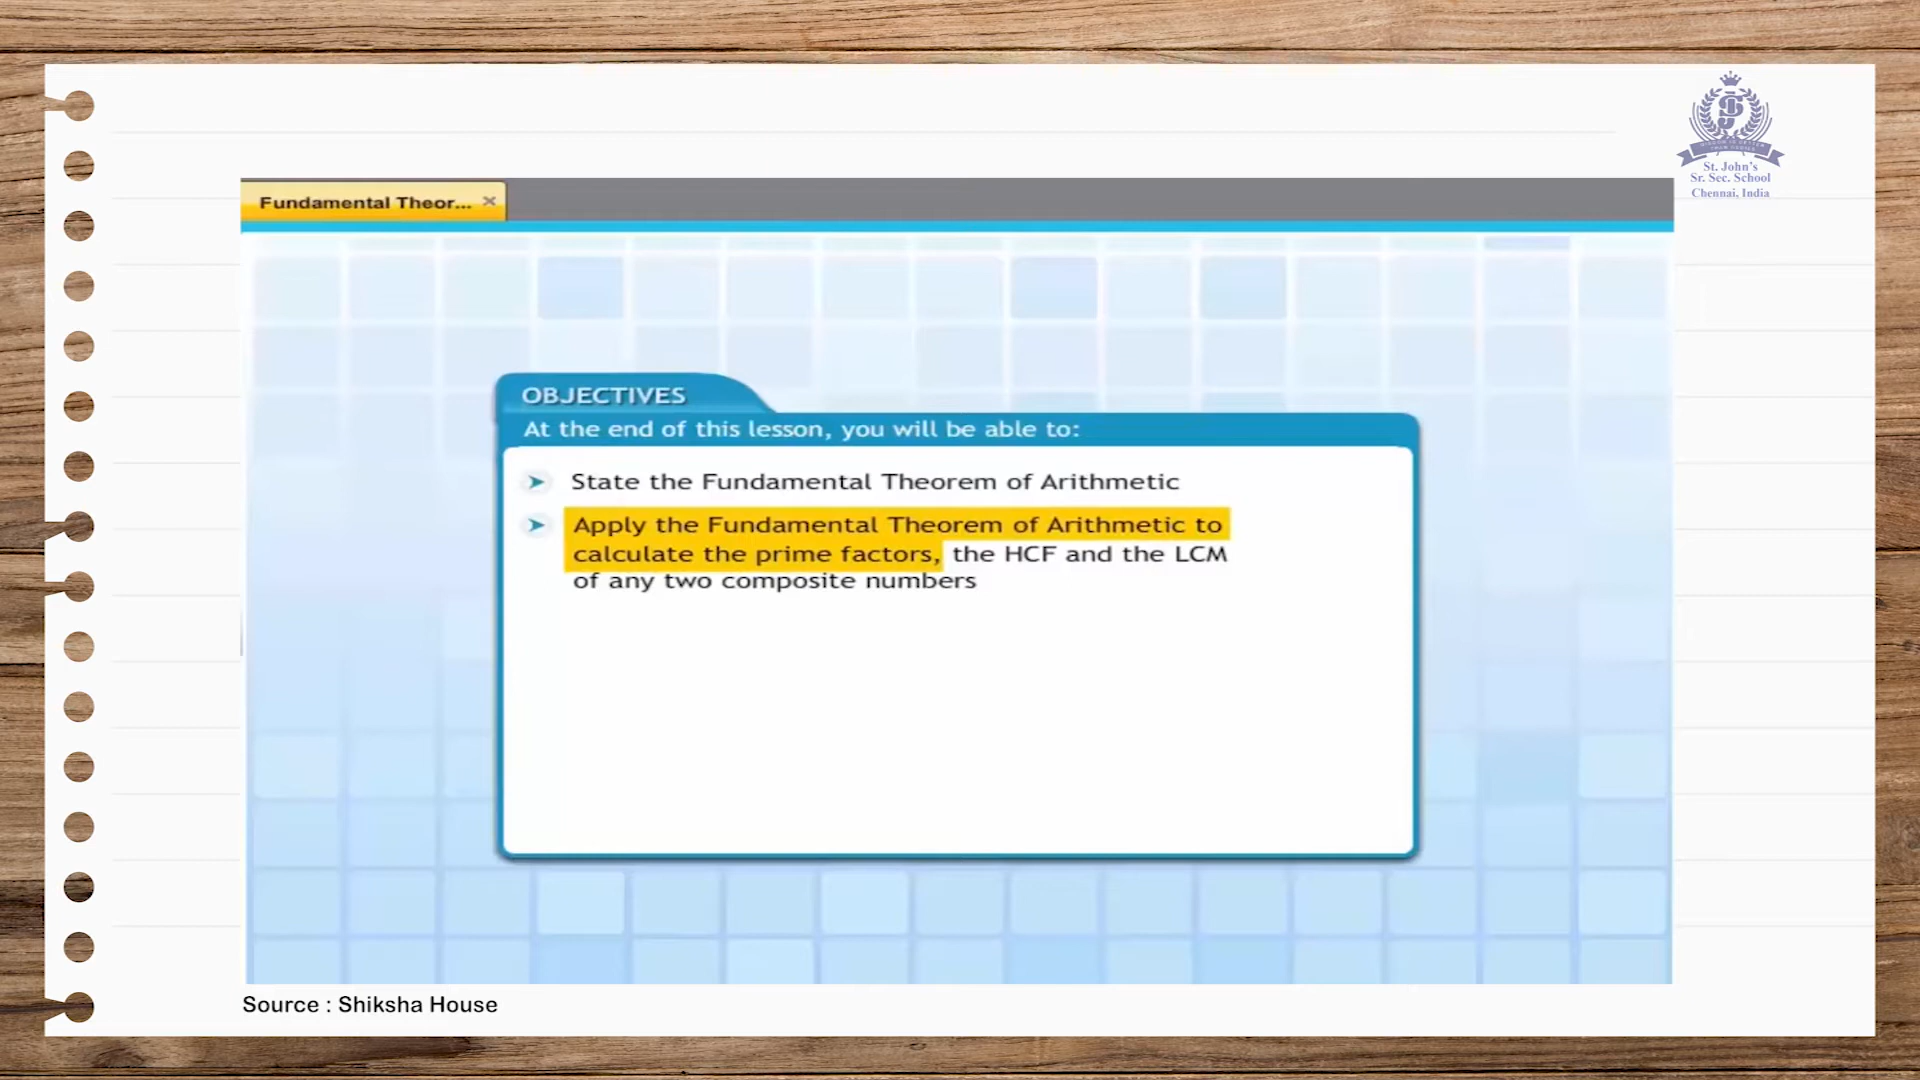 St. John's
Sr. Sec. School
Chennai, India
Fundamental Theor...
OBJECTIVES
At the end of this lesson, you will be able to:
State the Fundamental Theorem of Arithmetic
Apply the Fundamental Theorem of Arithmetic to
calculate the prime factors, the HCF and the LCM
of any two composite numbers
Source : Shiksha House